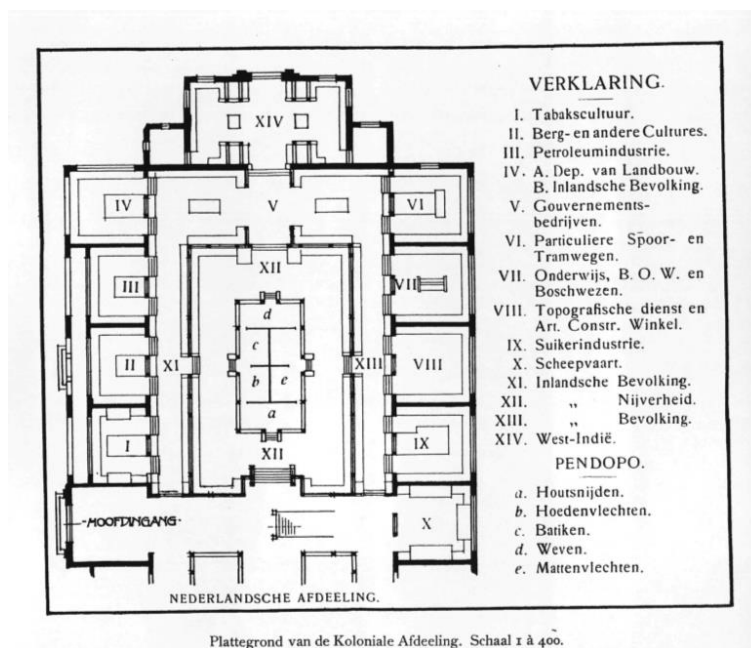 XIV
IV
V
VI
XII
III
VII
d
c
II
XI
XIII
VIII
b
e
a
I
IX
XII
HOOFDINGANG
X
NEDERLANDSCHE AFDEELING.
VERKLARING.
I. Tabakscultuur.
II. Berg- en andere Cultures.
III. Petroleumindustrie.
IV. A. Dep. van Landbouw.
B. Inlandsche Bevolking.
V. Gouvernements-
bedrijven.
VI. Particuliere Spoor- en
Tramwegen.
VII. Onderwijs, B. O. W. en
Boschwezen.
VIII. Topografische dienst en
Art. Constr. Winkel.
IX. Suikerindustrie.
X. Scheepvaart.
XI. Inlandsche Bevolking.
XII. „ Nijverheid.
XIII. „ Bevolking.
XIV. West-Indië.
PENDOPO.
a. Houtsnijden.
b. Hoedenvlechten.
c. Batiken.
d. Weven.
e. Mattenvlechten.
Plattegrond van de Koloniale Afdeeling. Schaal 1 à 400.